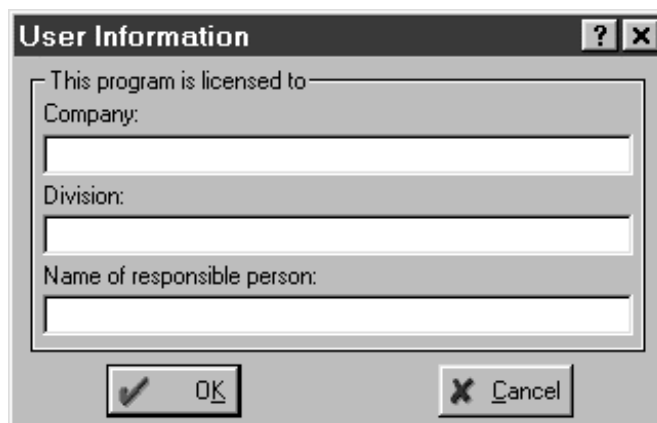 User Information ?
This program is licensed to
Company:
Division:
Name of responsible person:
OK Cancel